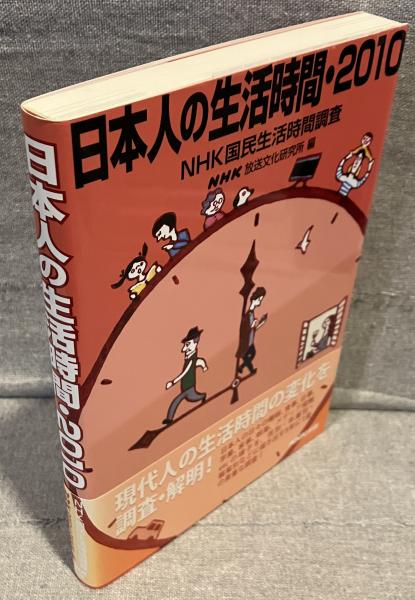 日本人の生活時間・2010
NHK国民生活時間調査
NHK 放送文化研究所 編
現代人の生活時間の変化を
調査・解明!
日本人の生活時間・2010